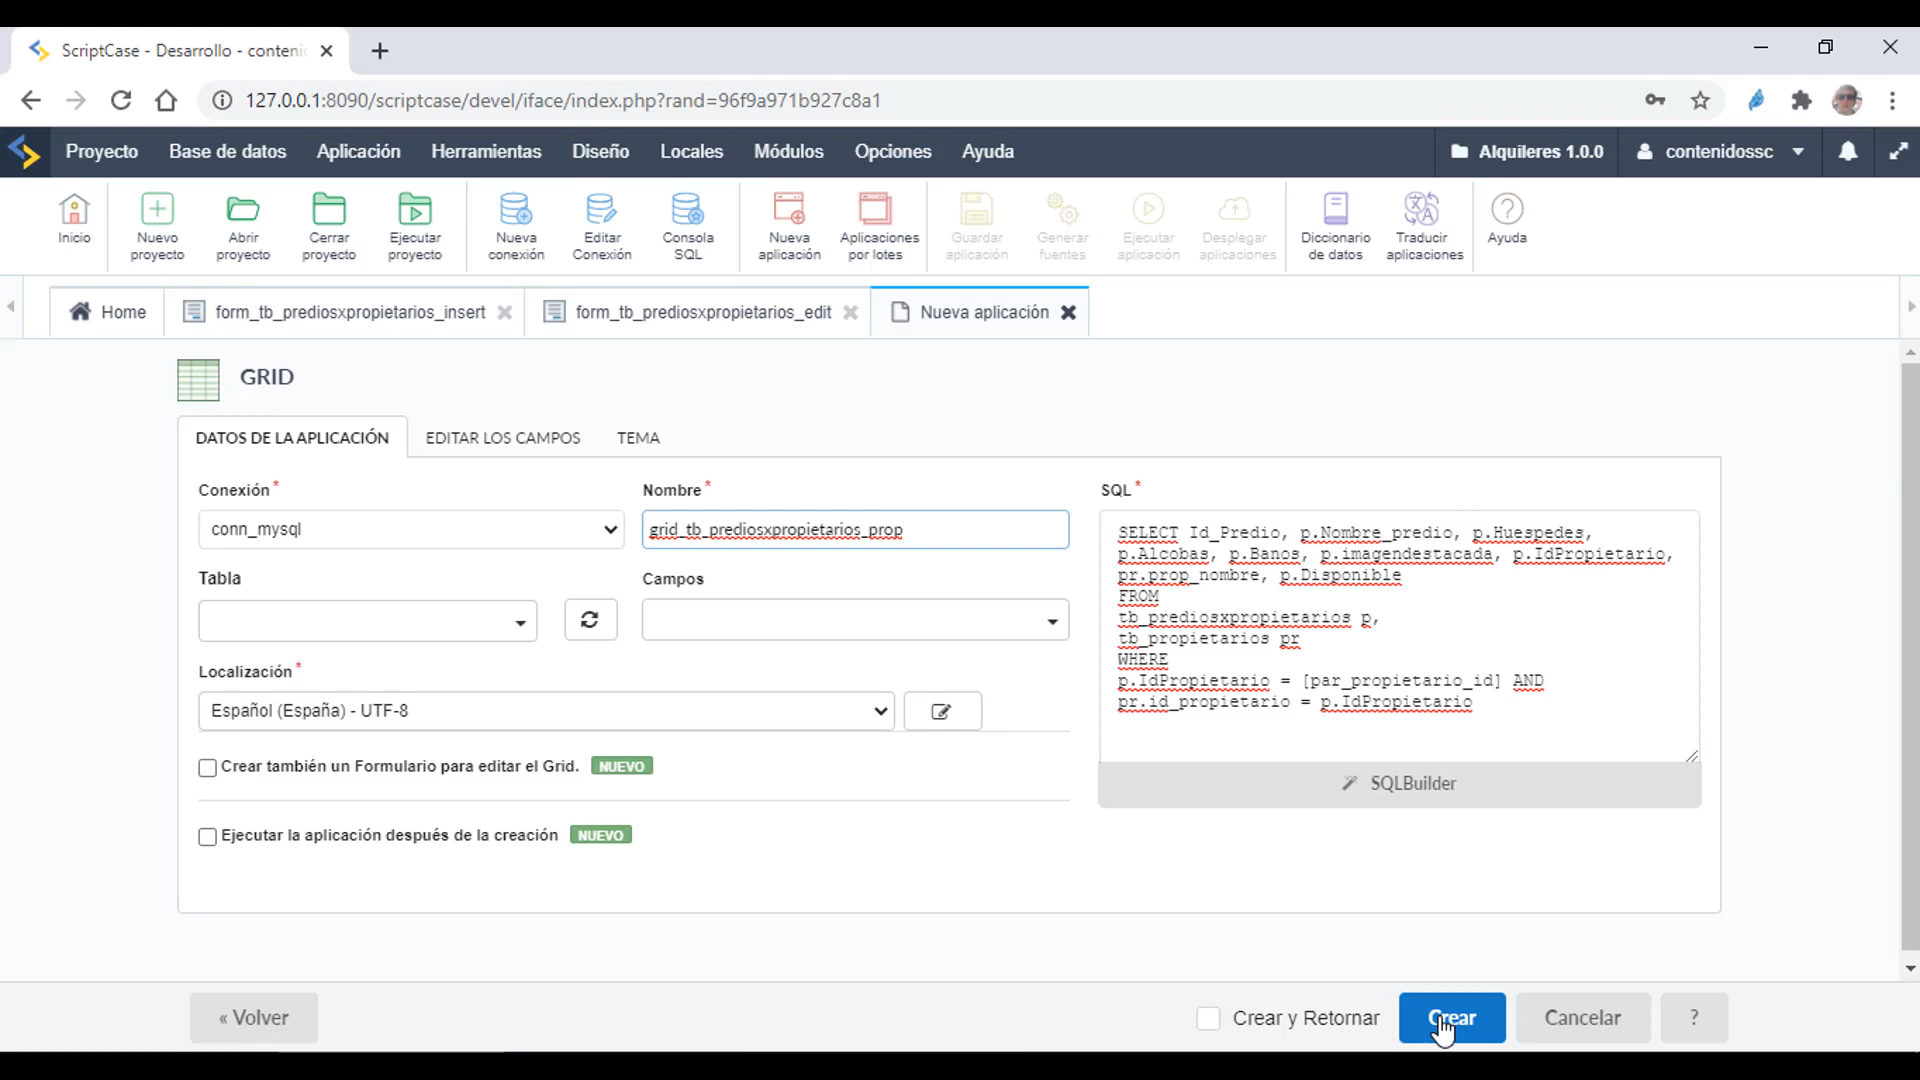 ScriptCase - Desarrollo - conteni
127.0.0.1:8090/scriptcase/devel/iface/index.php?rand=96f9a971b927c8a1
Proyecto Base de datos Aplicación Herramientas Diseño Locales Módulos Opciones Ayuda Alquileres 1.0.0 contenidossc
Inicio
Nuevo proyecto
Abrir proyecto
Cerrar proyecto
Ejecutar proyecto
Nueva conexión
Editar Conexión
Consola SQL
Nueva aplicación
Aplicaciones por lotes
Guardar aplicación
Generar fuentes
Ejecutar aplicación
Desplegar aplicaciones
Diccionario de datos
Traducir aplicaciones
Ayuda
Home form_tb_prediosxpropietarios_insert form_tb_prediosxpropietarios_edit Nueva aplicación
GRID
DATOS DE LA APLICACIÓN EDITAR LOS CAMPOS TEMA
Conexión *
conn_mysql
Nombre *
grid_tb_prediosxpropietarios_prop
Tabla
Campos
Localización *
Español (España) - UTF-8
Crear también un Formulario para editar el Grid. NUEVO
Ejecutar la aplicación después de la creación NUEVO
SQL *
SELECT Id_Predio, p.Nombre_predio, p.Huespedes,
p.Alcobas, p.Banos, p.imagendestacada, p.IdPropietario,
pr.prop_nombre, p.Disponible
FROM
tb_prediosxpropietarios p,
tb_propietarios pr
WHERE
p.IdPropietario = [par_propietario_id] AND
pr.id_propietario = p.IdPropietario
SQLBuilder
« Volver
Crear y Retornar Crear Cancelar ?